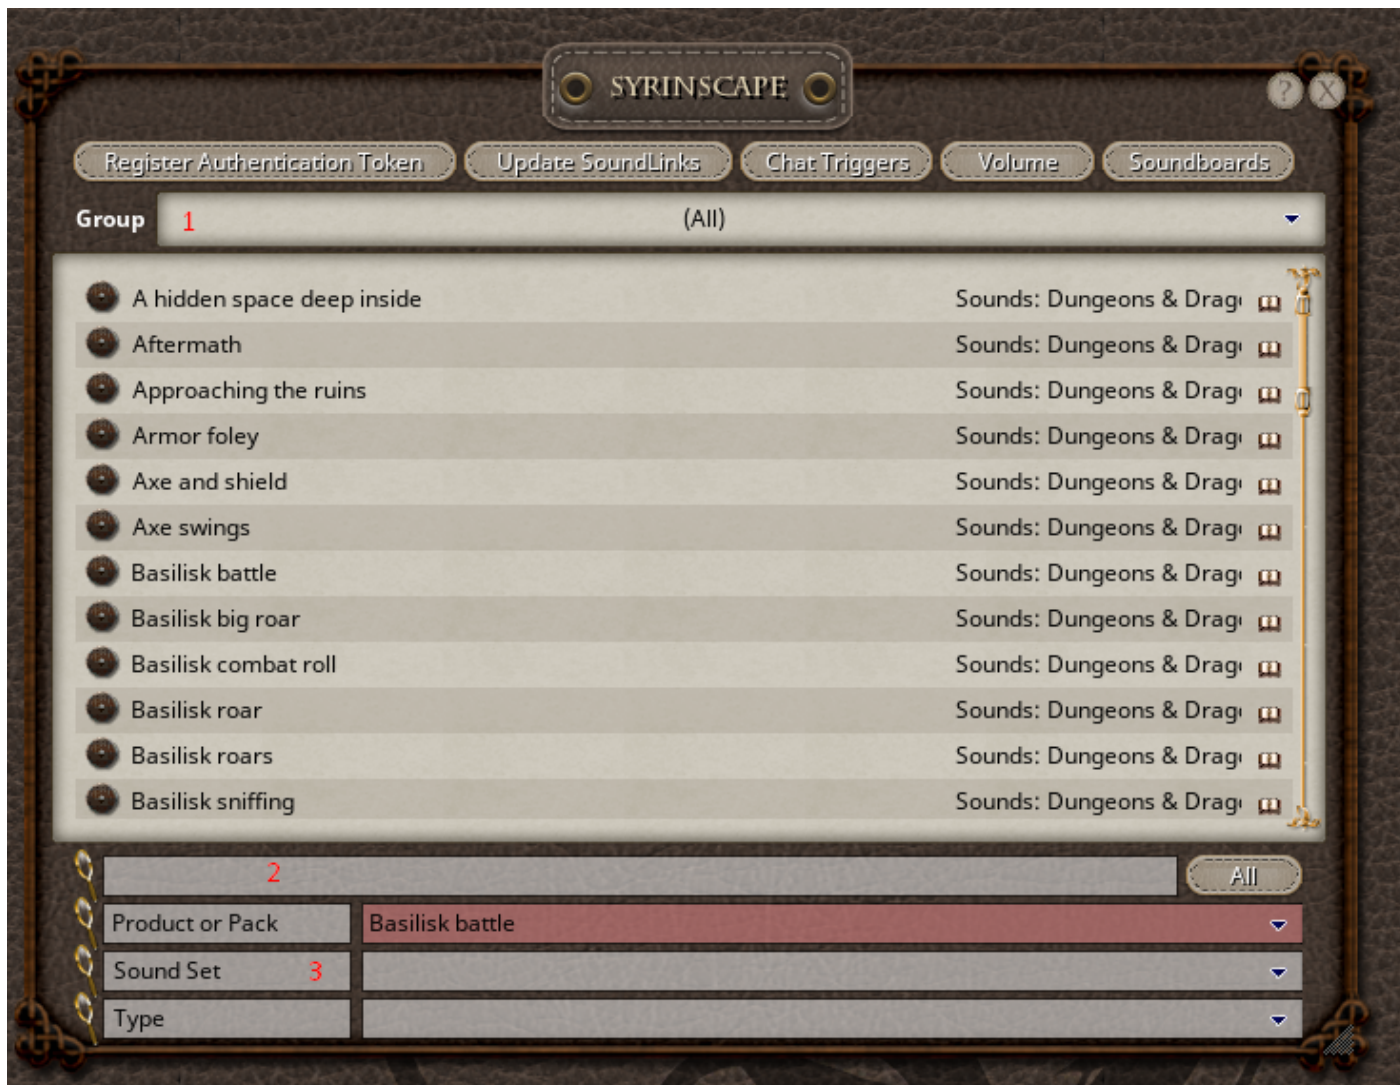 SYRINSCAPE
? X
Register Authentication Token Update SoundLinks Chat Triggers Volume Soundboards
Group 1 (All)
A hidden space deep inside Sounds: Dungeons & Drag
Aftermath Sounds: Dungeons & Drag
Approaching the ruins Sounds: Dungeons & Drag
Armor foley Sounds: Dungeons & Drag
Axe and shield Sounds: Dungeons & Drag
Axe swings Sounds: Dungeons & Drag
Basilisk battle Sounds: Dungeons & Drag
Basilisk big roar Sounds: Dungeons & Drag
Basilisk combat roll Sounds: Dungeons & Drag
Basilisk roar Sounds: Dungeons & Drag
Basilisk roars Sounds: Dungeons & Drag
Basilisk sniffing Sounds: Dungeons & Drag
2 All
Product or Pack Basilisk battle
Sound Set 3
Type